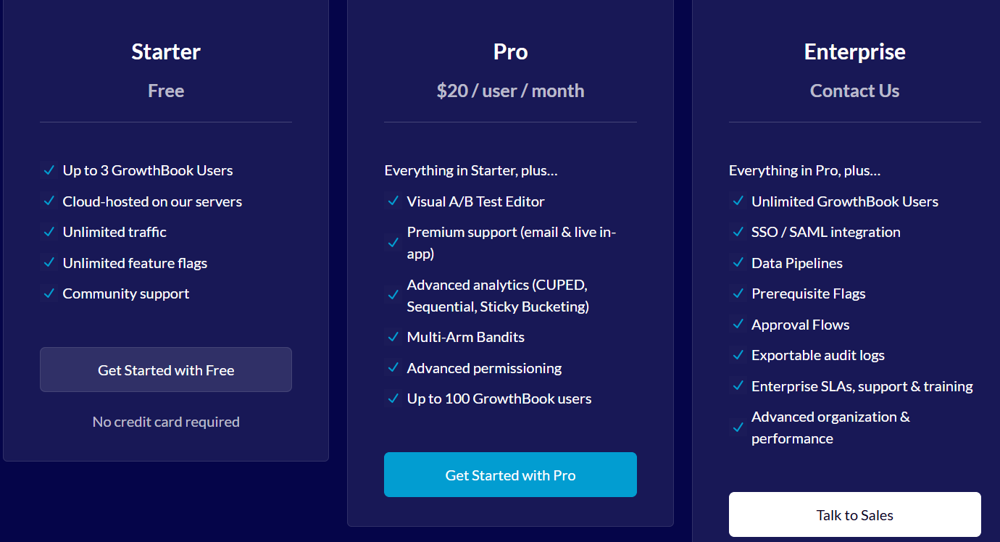 Starter
Free
Up to 3 GrowthBook Users
Cloud-hosted on our servers
Unlimited traffic
Unlimited feature flags
Community support
Get Started with Free
No credit card required
Pro
$20 / user / month
Everything in Starter, plus...
Visual A/B Test Editor
Premium support (email & live in-
app)
Advanced analytics (CUPED,
Sequential, Sticky Bucketing)
Multi-Arm Bandits
Advanced permissioning
Up to 100 GrowthBook users
Get Started with Pro
Enterprise
Contact Us
Everything in Pro, plus...
Unlimited GrowthBook Users
SSO / SAML integration
Data Pipelines
Prerequisite Flags
Approval Flows
Exportable audit logs
Enterprise SLAs, support & training
Advanced organization &
performance
Talk to Sales